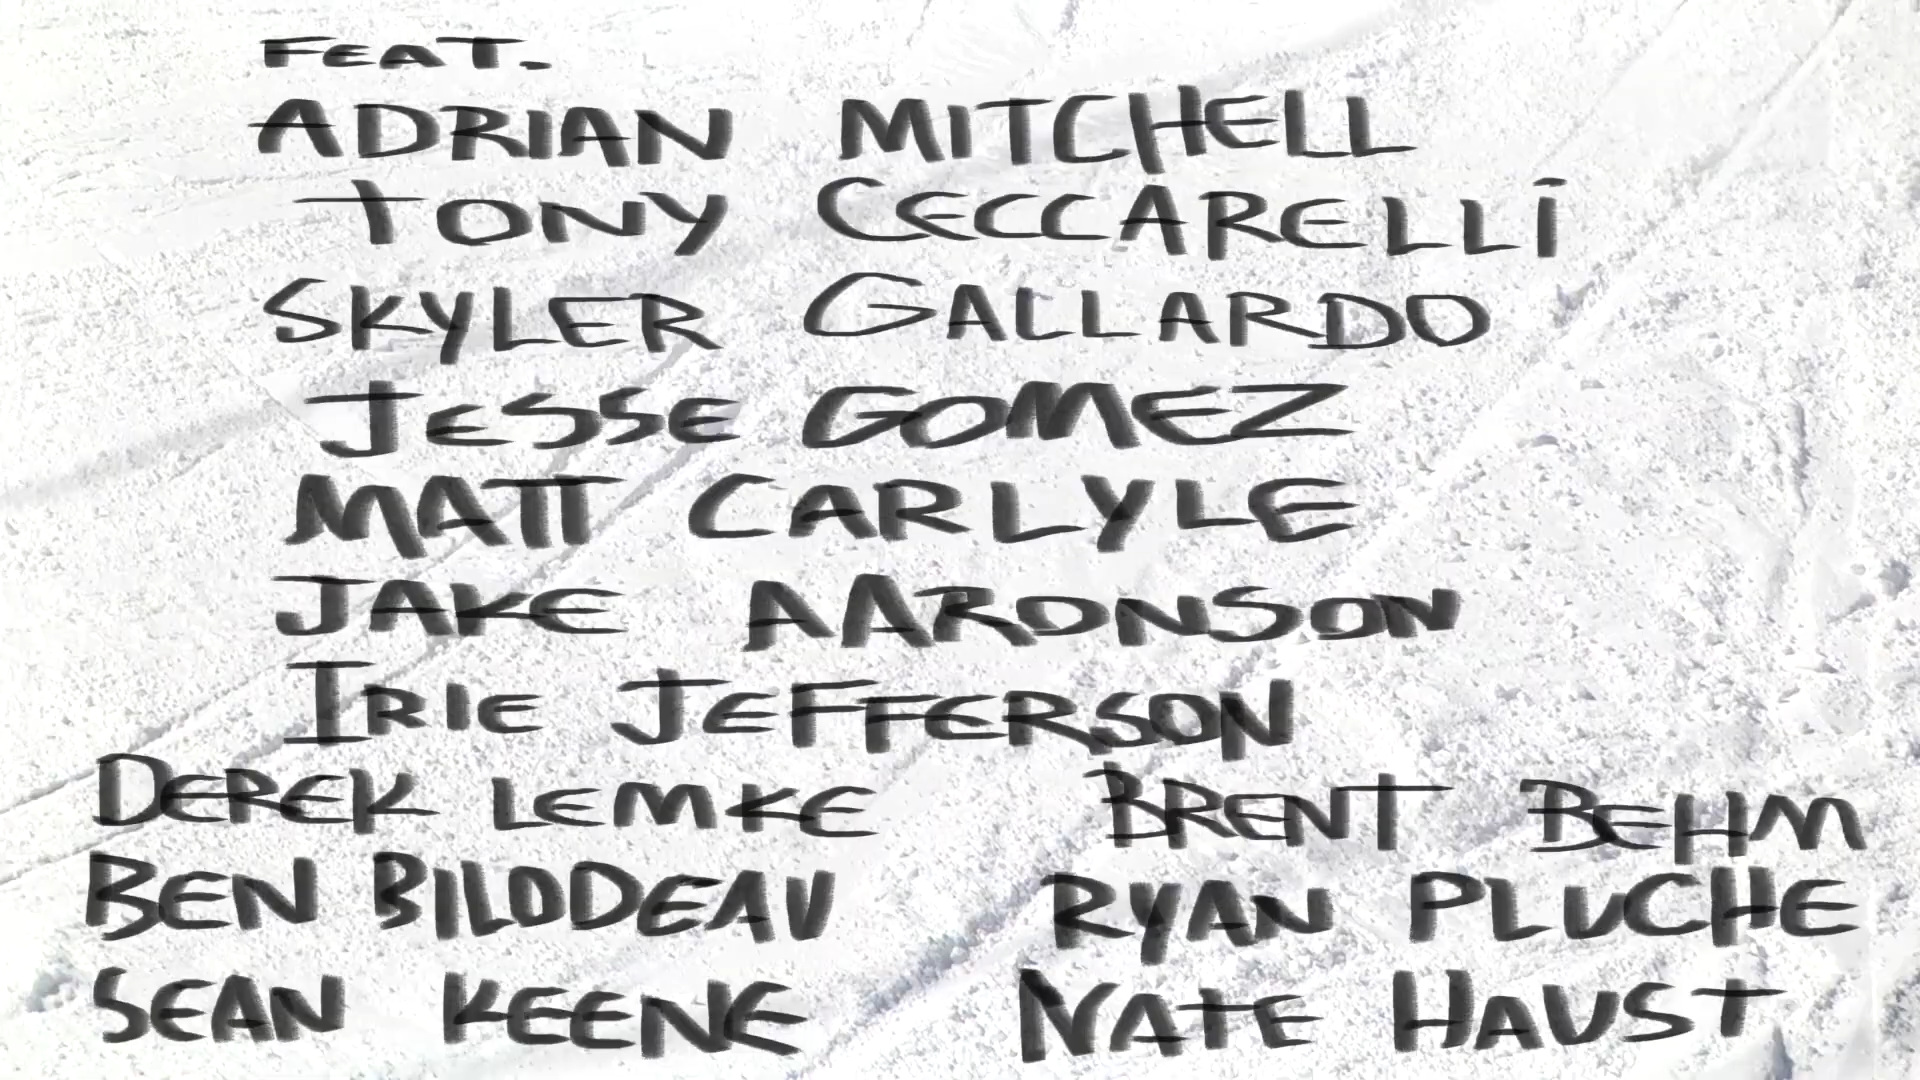 FEAT.
ADRIAN MITCHELL
TONY CECCARELLI
SKYLER GALLARDO
JESSE GOMEZ
MATT CARLYLE
JAKE AARONSON
IRIE JEFFERSON
DEREK LEMKE BRENT BEHM
BEN BILODEAU RYAN PLUCHE
SEAN KEENE NATE HAUST